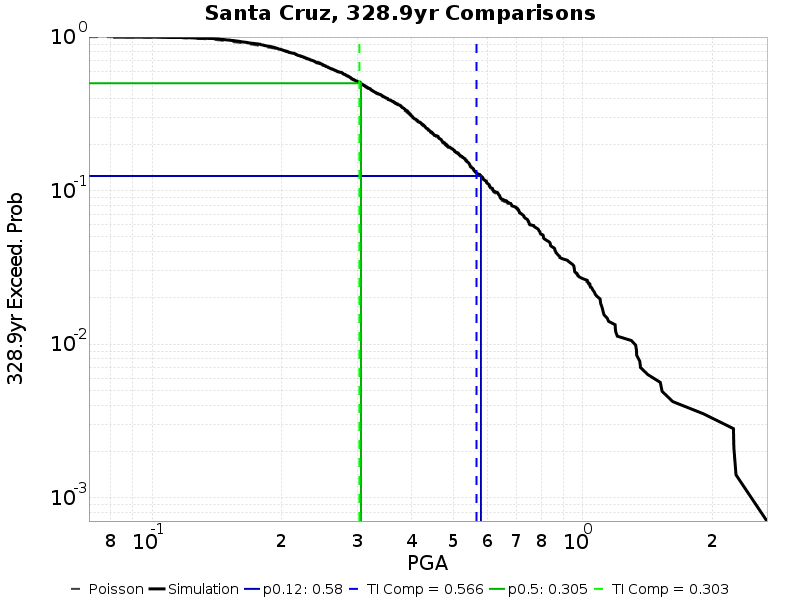 Santa Cruz, 328.9yr Comparisons
10^0
10^-1
10^-2
10^-3
328.9yr Exceed. Prob
8 10^-1 2 3 4 5 6 7 8 10^0 2
PGA
Poisson Simulation p0.12: 0.58 TI Comp = 0.566 p0.5: 0.305 TI Comp = 0.303